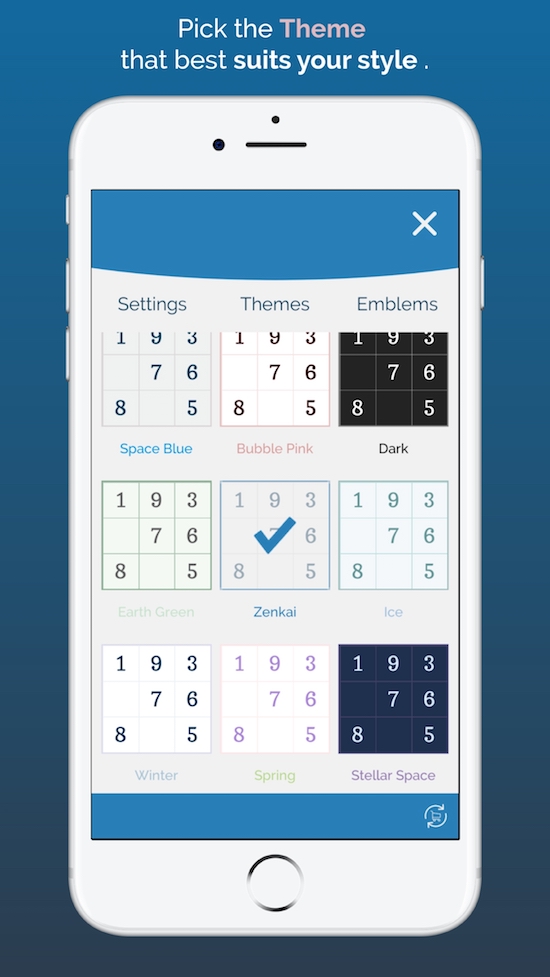 Pick the Theme
that best suits your style .
Settings Themes Emblems
1 9 3 1 9 3 1 9 3
7 6 7 6 7 6
8 5 8 5 8 5
Space Blue Bubble Pink Dark
1 9 3 1 9 3 1 9 3
7 6 7 6 7 6
8 5 8 5 8 5
Earth Green Zenkai Ice
1 9 3 1 9 3 1 9 3
7 6 7 6 7 6
8 5 8 5 8 5
Winter Spring Stellar Space